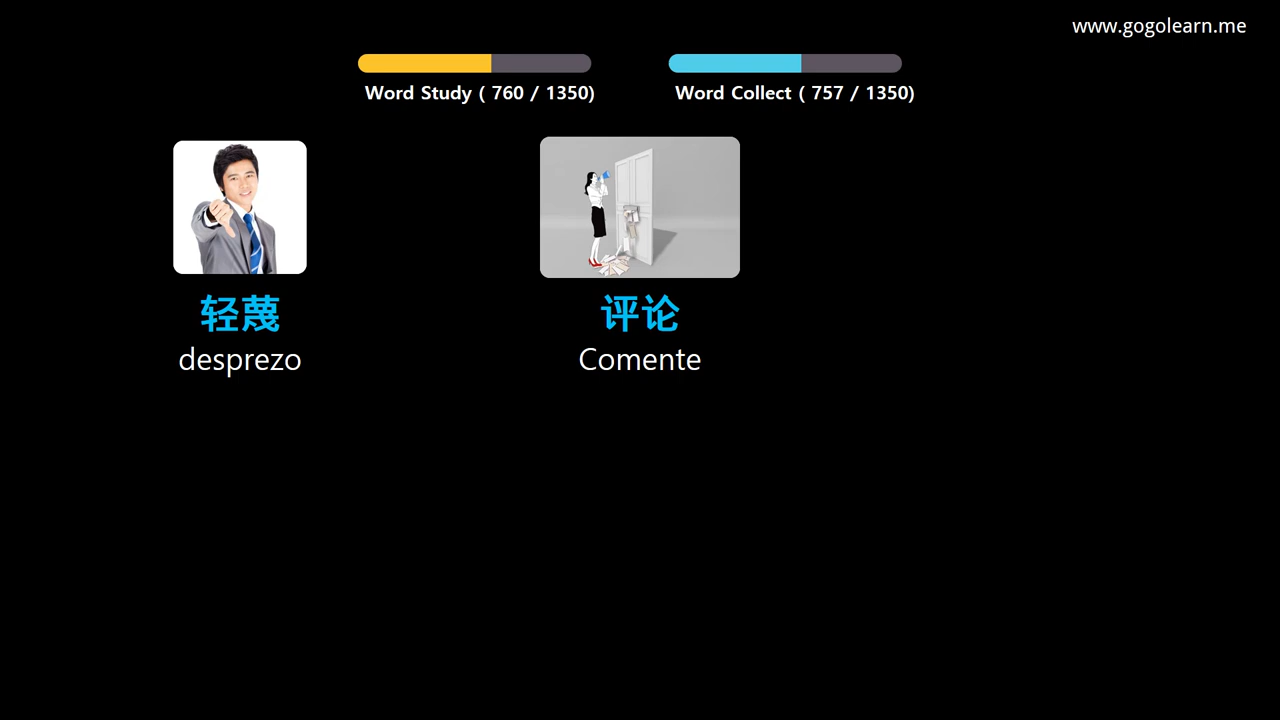 www.gogolearn.me
Word Study ( 760 / 1350)
Word Collect ( 757 / 1350)
轻蔑
评论
desprezo
Comente